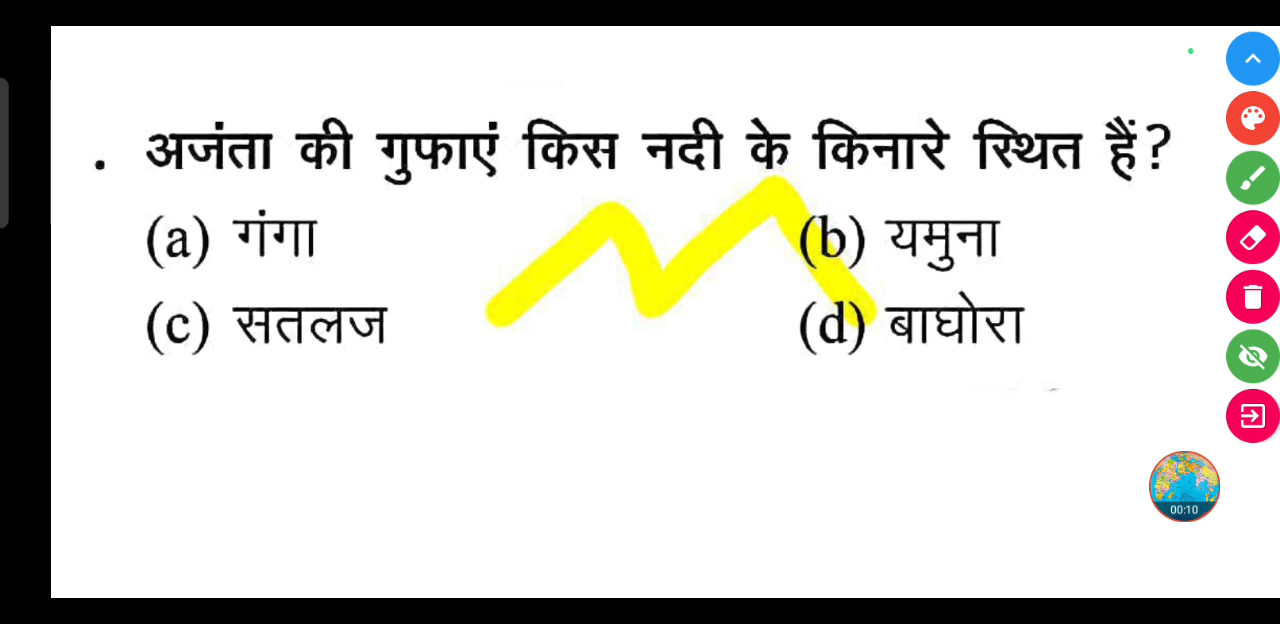 . अजंता की गुफाएं किस नदी के किनारे स्थित हैं?
(a) गंगा (b) यमुना
(c) सतलज (d) बाघोरा
00:10